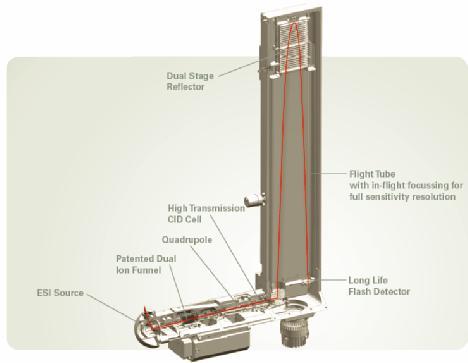 Dual Stage
Reflector
Flight Tube
with in-flight focussing for
full sensitivity resolution
High Transmission
CID Cell
Quadrupole
Patented Dual
Ion Funnel
ESI Source
Long Life
Flash Detector